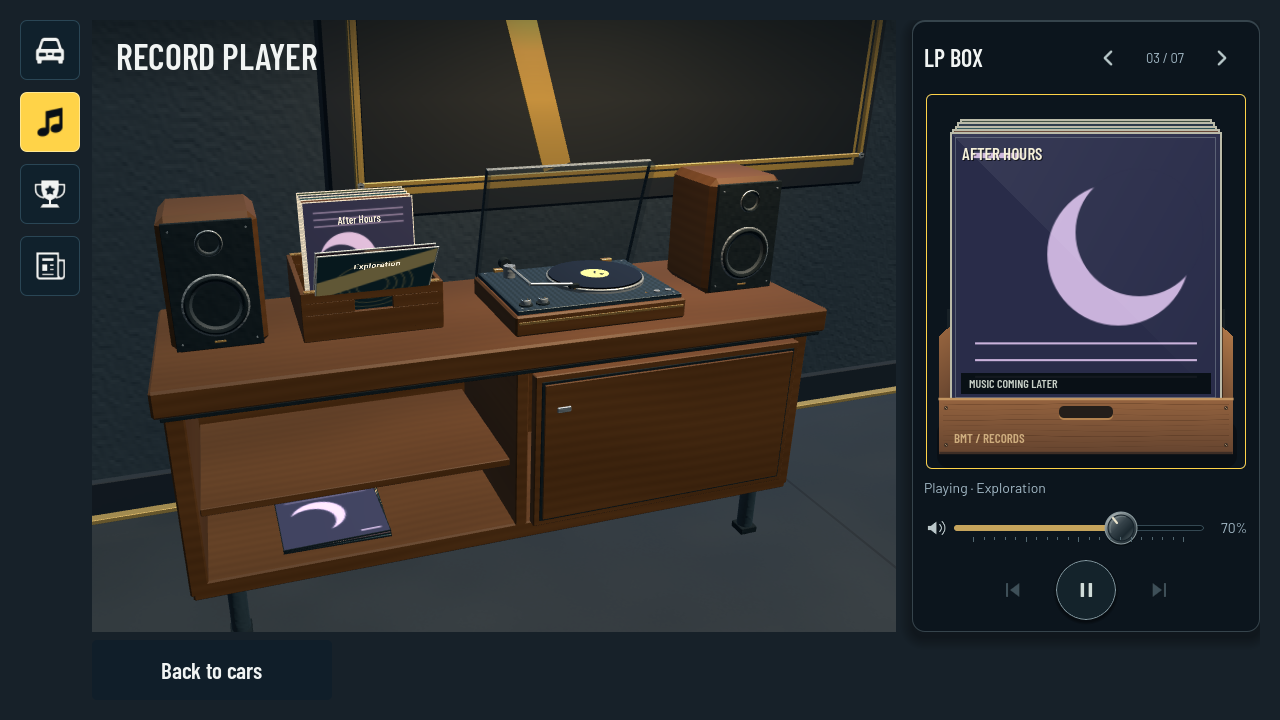 RECORD PLAYER
After Hours
Exploration
LP BOX
03 / 07
AFTER HOURS
MUSIC COMING LATER
BMT / RECORDS
Playing · Exploration
70%
Back to cars